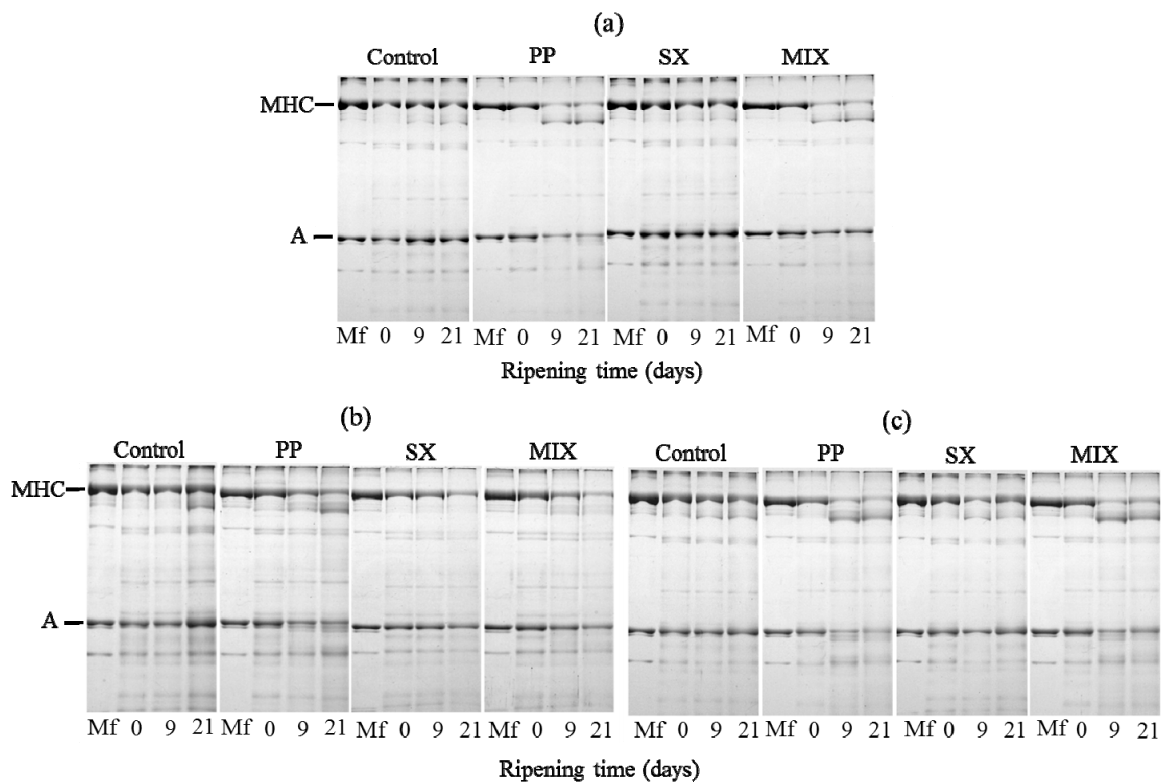 (a)
Control PP SX MIX
MHC
A
Mf 0 9 21 Mf 0 9 21 Mf 0 9 21 Mf 0 9 21
Ripening time (days)
(b) (c)
Control PP SX MIX Control PP SX MIX
MHC
A
Mf 0 9 21 Mf 0 9 21 Mf 0 9 21 Mf 0 9 21 Mf 0 9 21 Mf 0 9 21 Mf 0 9 21 Mf 0 9 21
Ripening time (days)